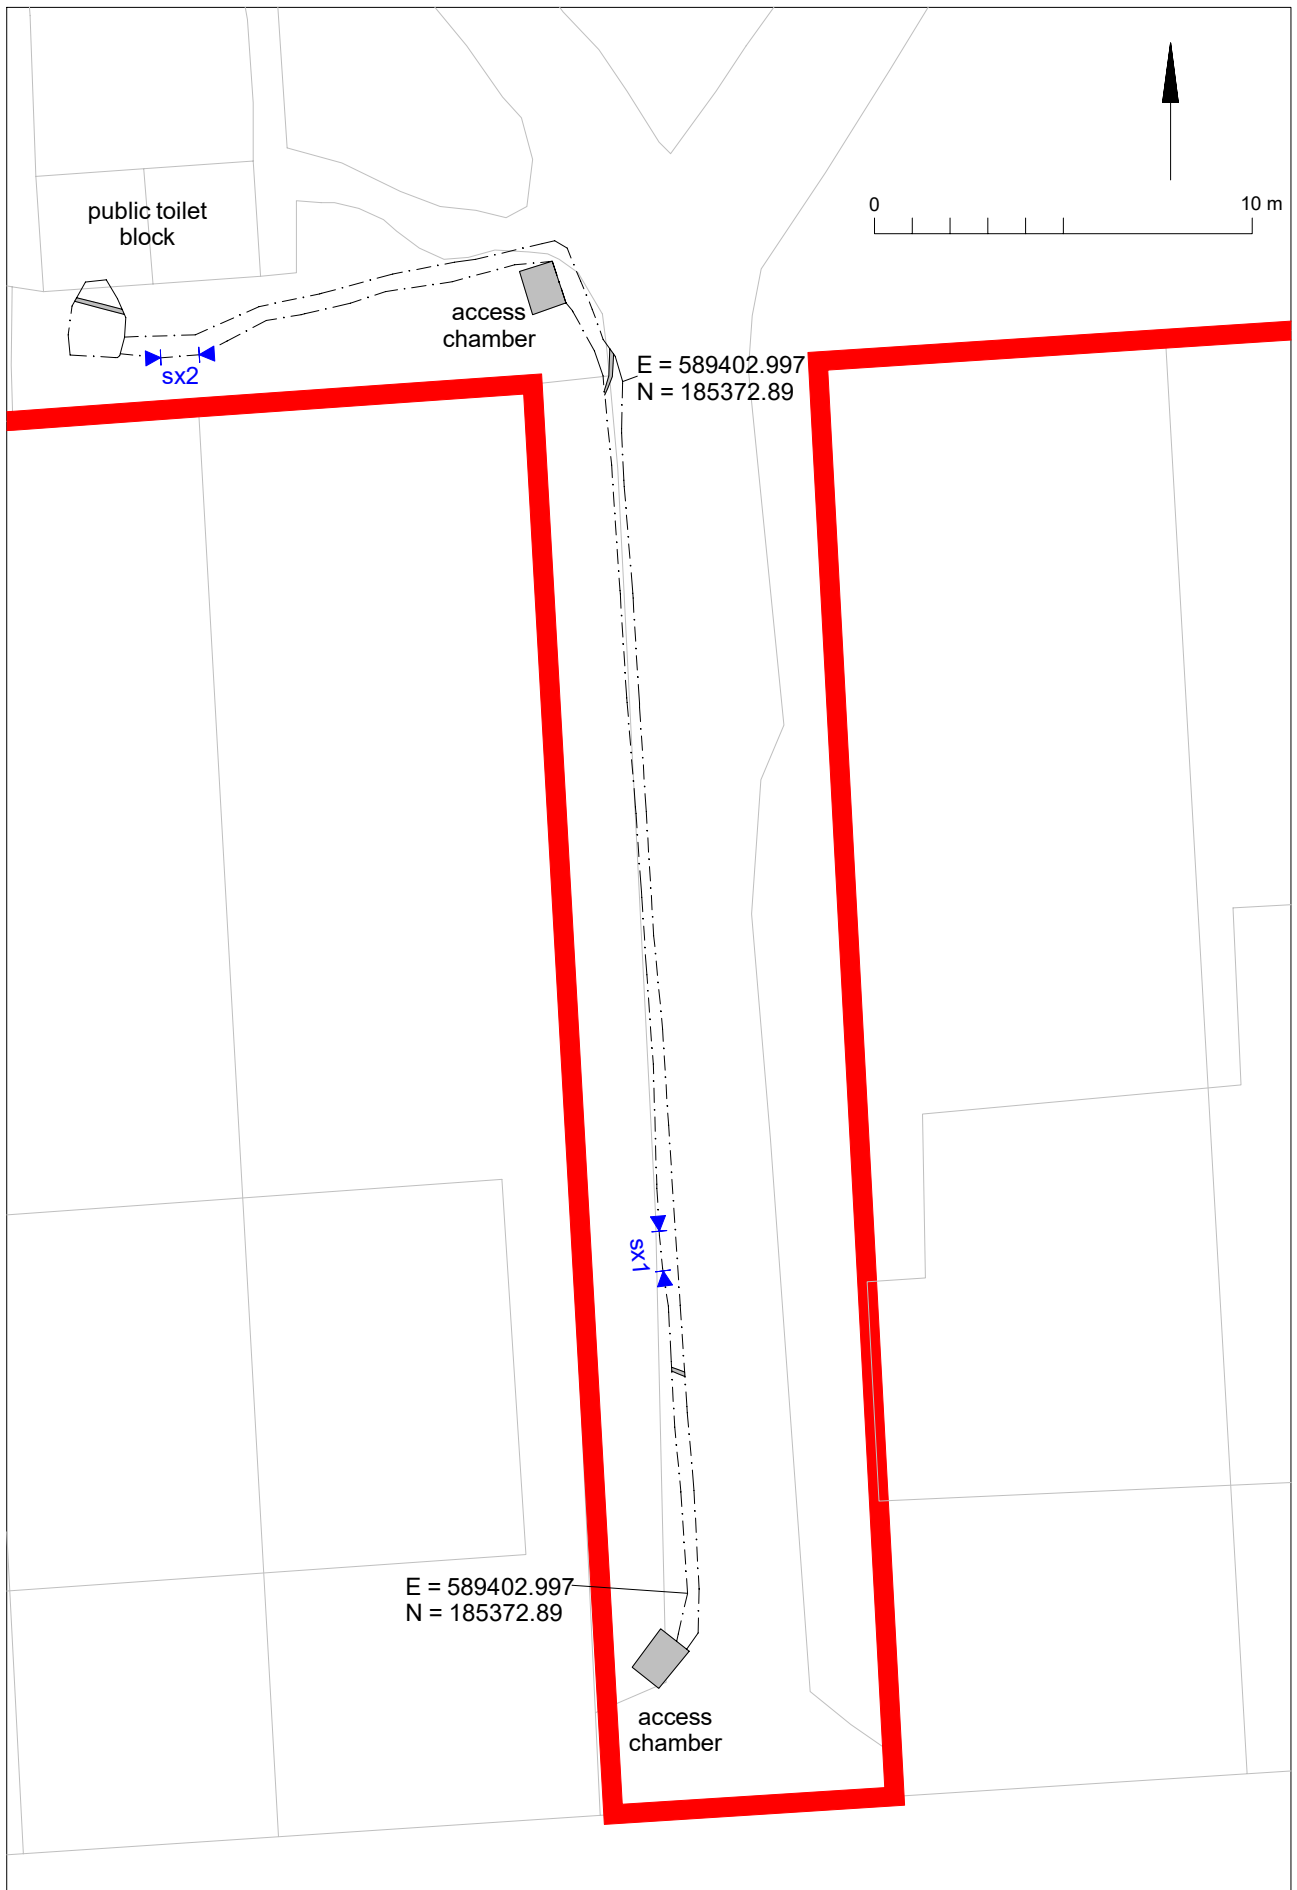 0
10 m
public toilet
block
access
chamber
E = 589402.997
N = 185372.89
sx2
sx1
E = 589402.997
N = 185372.89
access
chamber